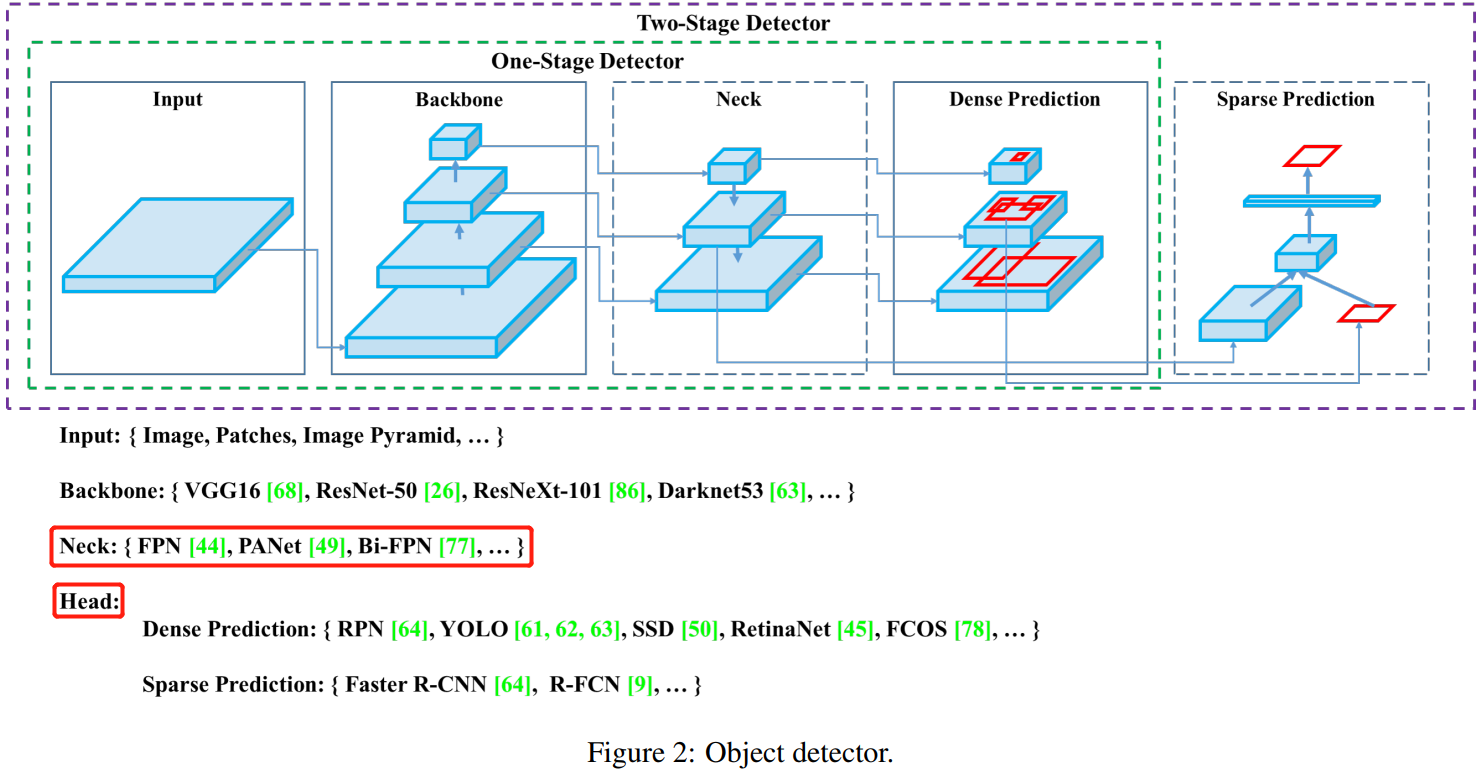 Two-Stage Detector
One-Stage Detector
Input
Backbone
Neck
Dense Prediction
Sparse Prediction
Input: { Image, Patches, Image Pyramid, … }
Backbone: { VGG16 [68], ResNet-50 [26], ResNeXt-101 [86], Darknet53 [63], … }
Neck: { FPN [44], PANet [49], Bi-FPN [77], … }
Head:
Dense Prediction: { RPN [64], YOLO [61, 62, 63], SSD [50], RetinaNet [45], FCOS [78], … }
Sparse Prediction: { Faster R-CNN [64], R-FCN [9], … }
Figure 2: Object detector.